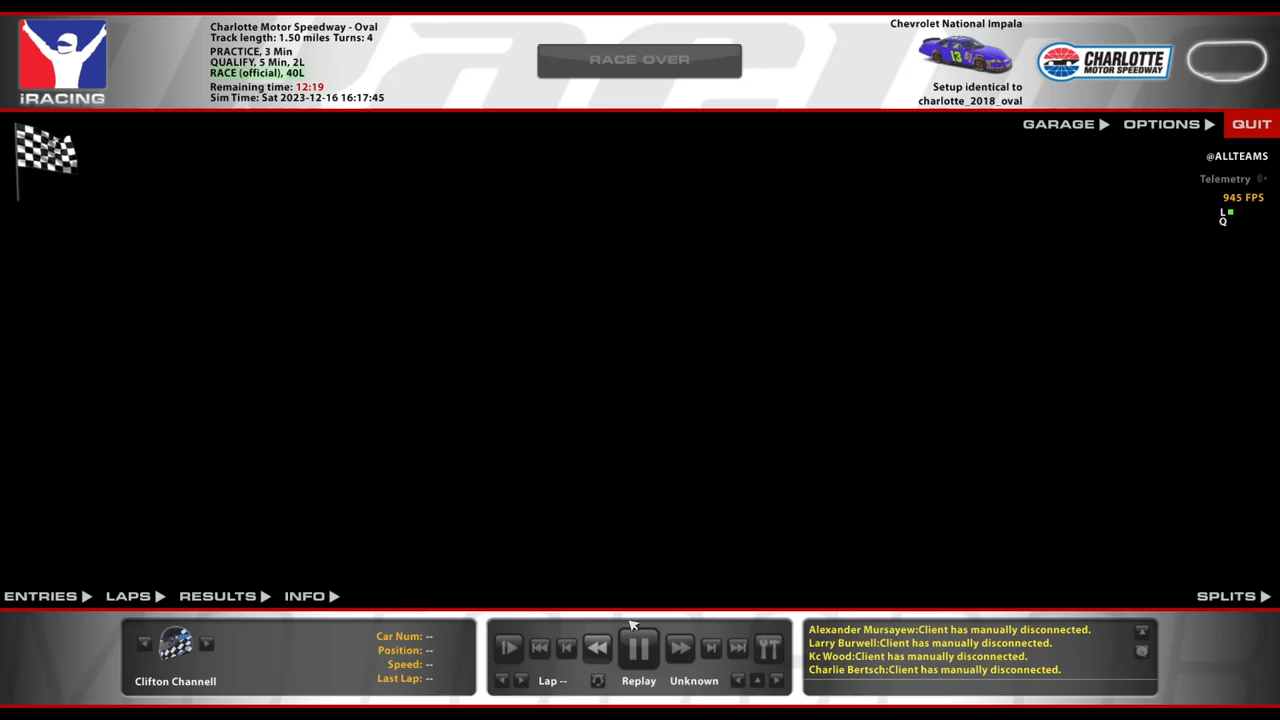 iRACING
Charlotte Motor Speedway - Oval
Track length: 1.50 miles Turns: 4
PRACTICE, 3 Min
QUALIFY, 5 Min, 2L
RACE (official), 40L
Remaining time: 12:19
Sim Time: Sat 2023-12-16 16:17:45
RACE OVER
Chevrolet National Impala
13
Setup identical to
charlotte_2018_oval
CHARLOTTE
MOTOR SPEEDWAY
GARAGE
OPTIONS
QUIT
@ALLTEAMS
Telemetry
945 FPS
L
Q
ENTRIES
LAPS
RESULTS
INFO
SPLITS
Clifton Channell
Car Num: --
Position: --
Speed: --
Last Lap: --
Lap --
Replay
Unknown
Alexander Mursayew:Client has manually disconnected.
Larry Burwell:Client has manually disconnected.
Kc Wood:Client has manually disconnected.
Charlie Bertsch:Client has manually disconnected.